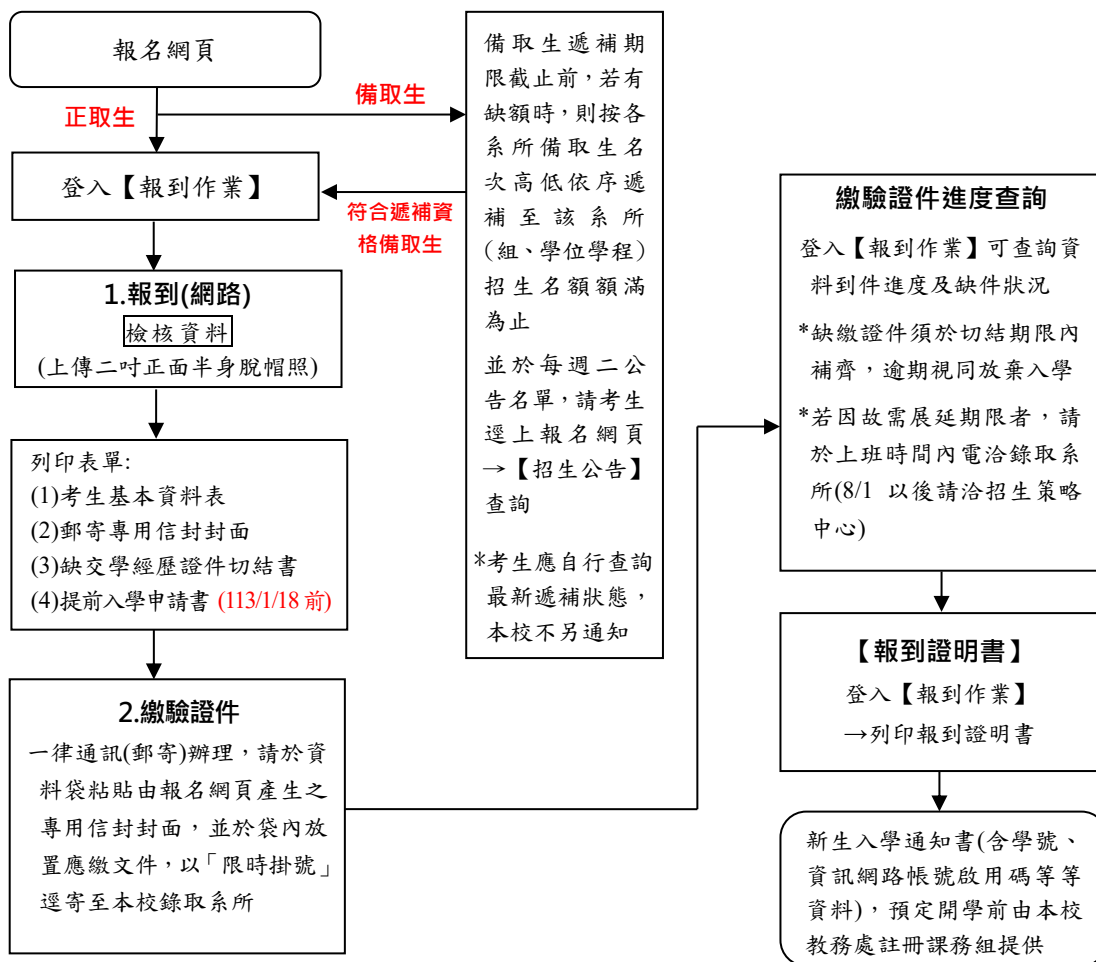 報名網頁
正取生
備取生
登入【報到作業】
符合遞補資
格備取生
1.報到(網路)
檢核資料
(上傳二吋正面半身脫帽照)
列印表單:
(1)考生基本資料表
(2)郵寄專用信封封面
(3)缺交學經歷證件切結書
(4)提前入學申請書 (113/1/18 前)
2.繳驗證件
一律通訊(郵寄)辦理，請於資
料袋粘貼由報名網頁產生之
專用信封封面，並於袋內放
置應繳文件，以「限時掛號」
逕寄至本校錄取系所
備取生遞補期
限截止前，若有
缺額時，則按各
系所備取生名
次高低依序遞
補至該系所
(組、學位學程)
招生名額額滿
為止
並於每週二公
告名單，請考生
逕上報名網頁
→【招生公告】
查詢
*考生應自行查詢
最新遞補狀態，
本校不另通知
繳驗證件進度查詢
登入【報到作業】可查詢資
料到件進度及缺件狀況
*缺繳證件須於切結期限內
補齊，逾期視同放棄入學
*若因故需展延期限者，請
於上班時間內電洽錄取系
所(8/1 以後請洽招生策略
中心)
【報到證明書】
登入【報到作業】
→列印報到證明書
新生入學通知書(含學號、
資訊網路帳號啟用碼等等
資料)，預定開學前由本校
教務處註冊課務組提供